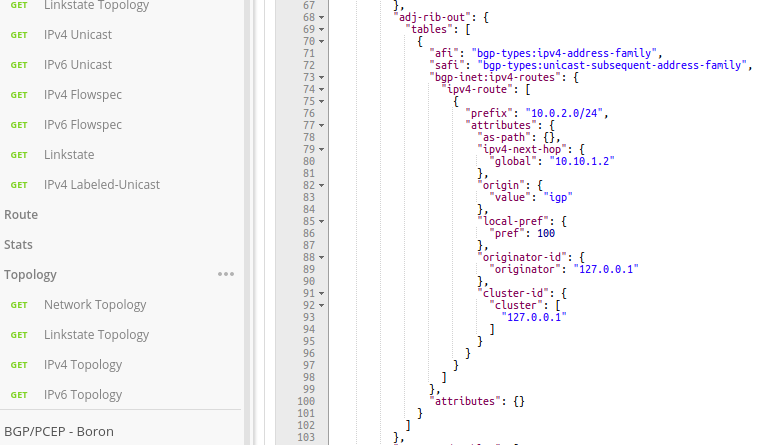 GET Linkstate Topology
GET IPv4 Unicast
GET IPv6 Unicast
GET IPv4 Flowspec
GET IPv6 Flowspec
GET Linkstate
GET IPv4 Labeled-Unicast
Route
Stats
Topology
GET Network Topology
GET Linkstate Topology
GET IPv4 Topology
GET IPv6 Topology
BGP/PCEP - Boron
67 },
68 "adj-rib-out": {
69 "tables": [
70 {
71 "afi": "bgp-types:ipv4-address-family",
72 "safi": "bgp-types:unicast-subsequent-address-family",
73 "bgp-inet:ipv4-routes": {
74 "ipv4-route": [
75 {
76 "prefix": "10.0.2.0/24",
77 "attributes": {
78 "as-path": {},
79 "ipv4-next-hop": {
80 "global": "10.10.1.2"
81 },
82 "origin": {
83 "value": "igp"
84 },
85 "local-pref": {
86 "pref": 100
87 },
88 "originator-id": {
89 "originator": "127.0.0.1"
90 },
91 "cluster-id": {
92 "cluster": [
93 "127.0.0.1"
94 ]
95 }
96 }
97 }
98 ]
99 },
100 "attributes": {}
101 }
102 ]
103 },